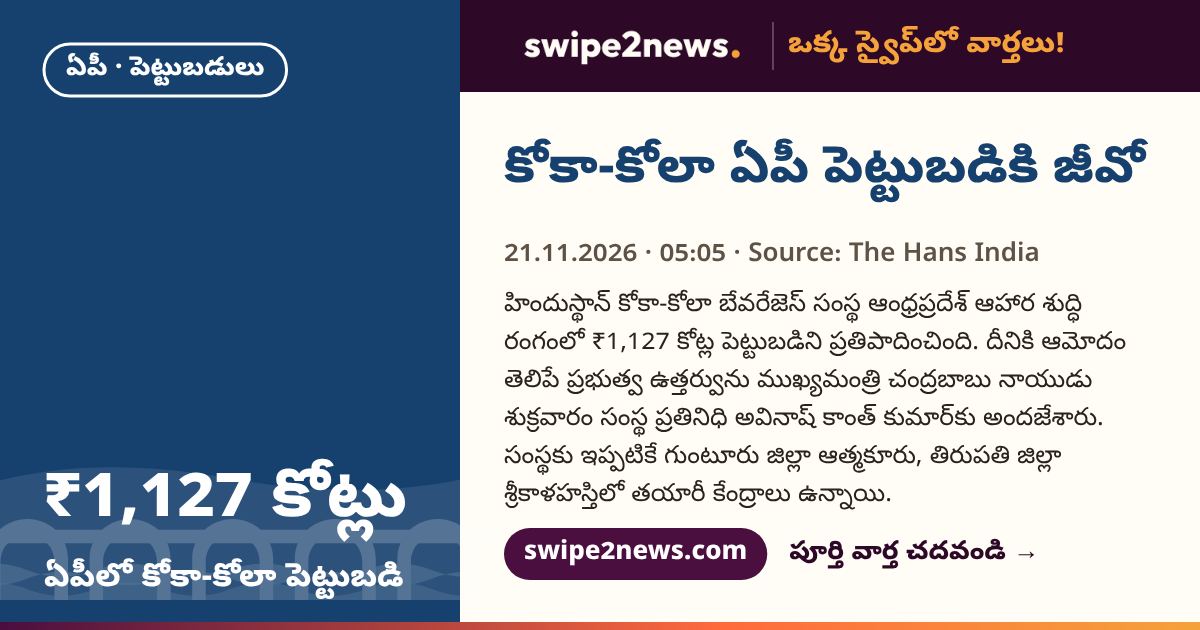 ఏపీ · పెట్టుబడులు
₹1,127 కోట్లు
ఏపీలో కోకా-కోలా పెట్టుబడి
swipe2news. ఒక్క స్వైప్‌లో వార్తలు!
కోకా-కోలా ఏపీ పెట్టుబడికి జీవో
21.11.2026 · 05:05 · Source: The Hans India
హిందుస్థాన్ కోకా-కోలా బేవరేజెస్ సంస్థ ఆంధ్రప్రదేశ్ ఆహార శుద్ధి
రంగంలో ₹1,127 కోట్ల పెట్టుబడిని ప్రతిపాదించింది. దీనికి ఆమోదం
తెలిపే ప్రభుత్వ ఉత్తర్వును ముఖ్యమంత్రి చంద్రబాబు నాయుడు
శుక్రవారం సంస్థ ప్రతినిధి అవినాష్ కాంత్ కుమార్‌కు అందజేశారు.
సంస్థకు ఇప్పటికే గుంటూరు జిల్లా ఆత్మకూరు, తిరుపతి జిల్లా
శ్రీకాళహస్తిలో తయారీ కేంద్రాలు ఉన్నాయి.
swipe2news.com పూర్తి వార్త చదవండి →